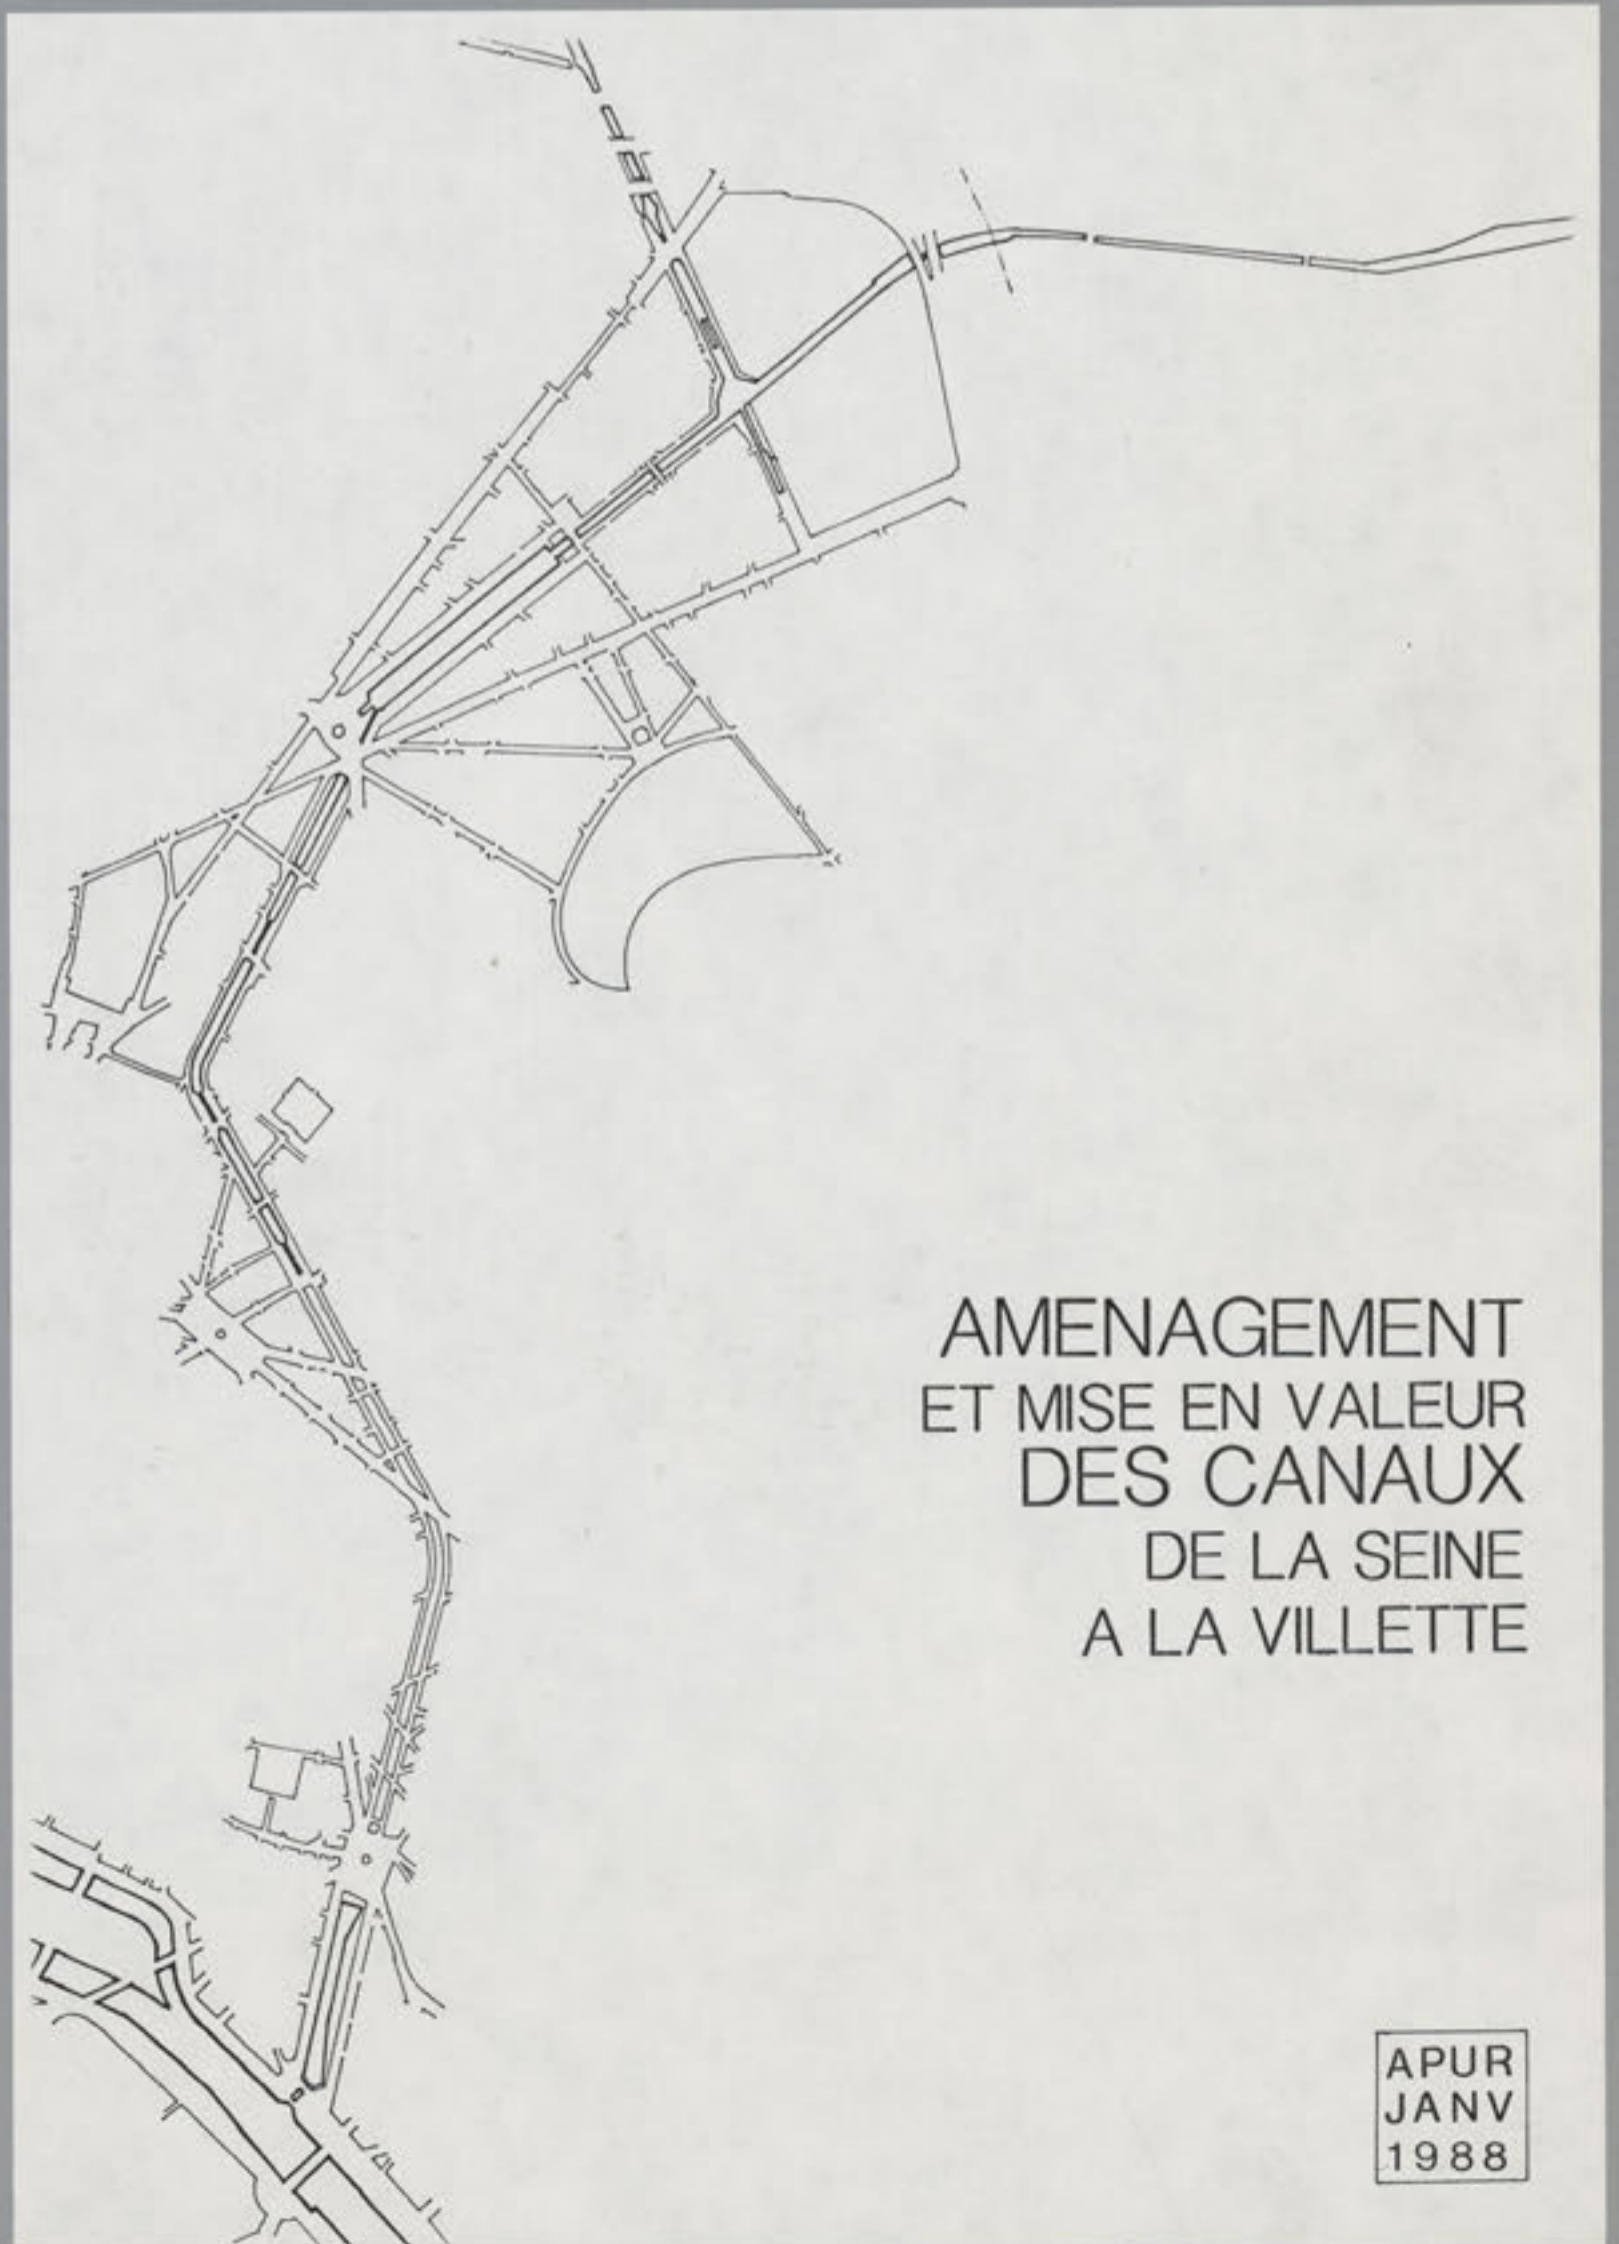 AMENAGEMENT
ET MISE EN VALEUR
DES CANAUX
DE LA SEINE
A LA VILLETTE
APUR
JANV
1988